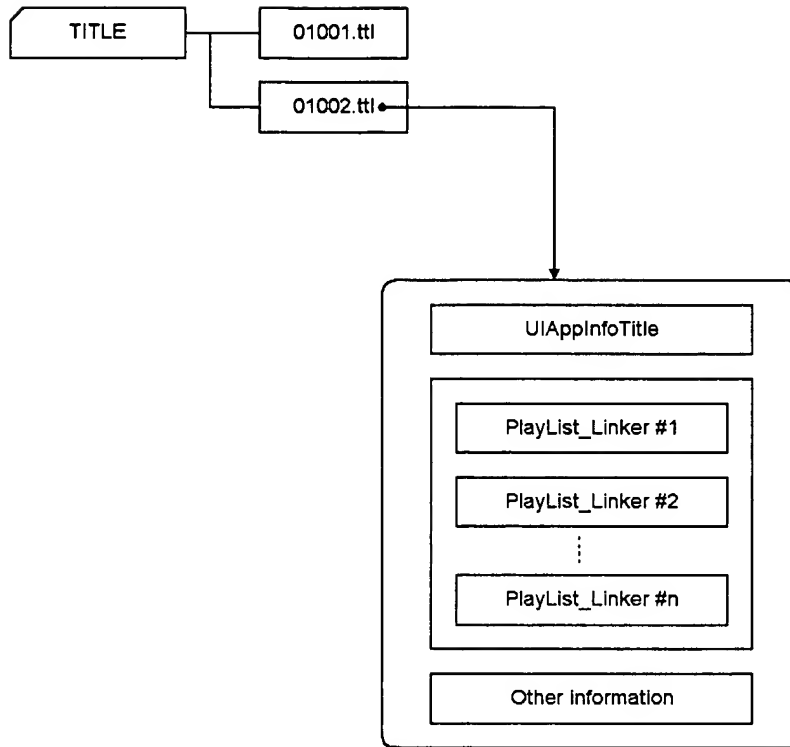 TITLE
01001.ttl
01002.ttl
UIAppInfoTitle
PlayList_Linker #1
PlayList_Linker #2
PlayList_Linker #n
Other information